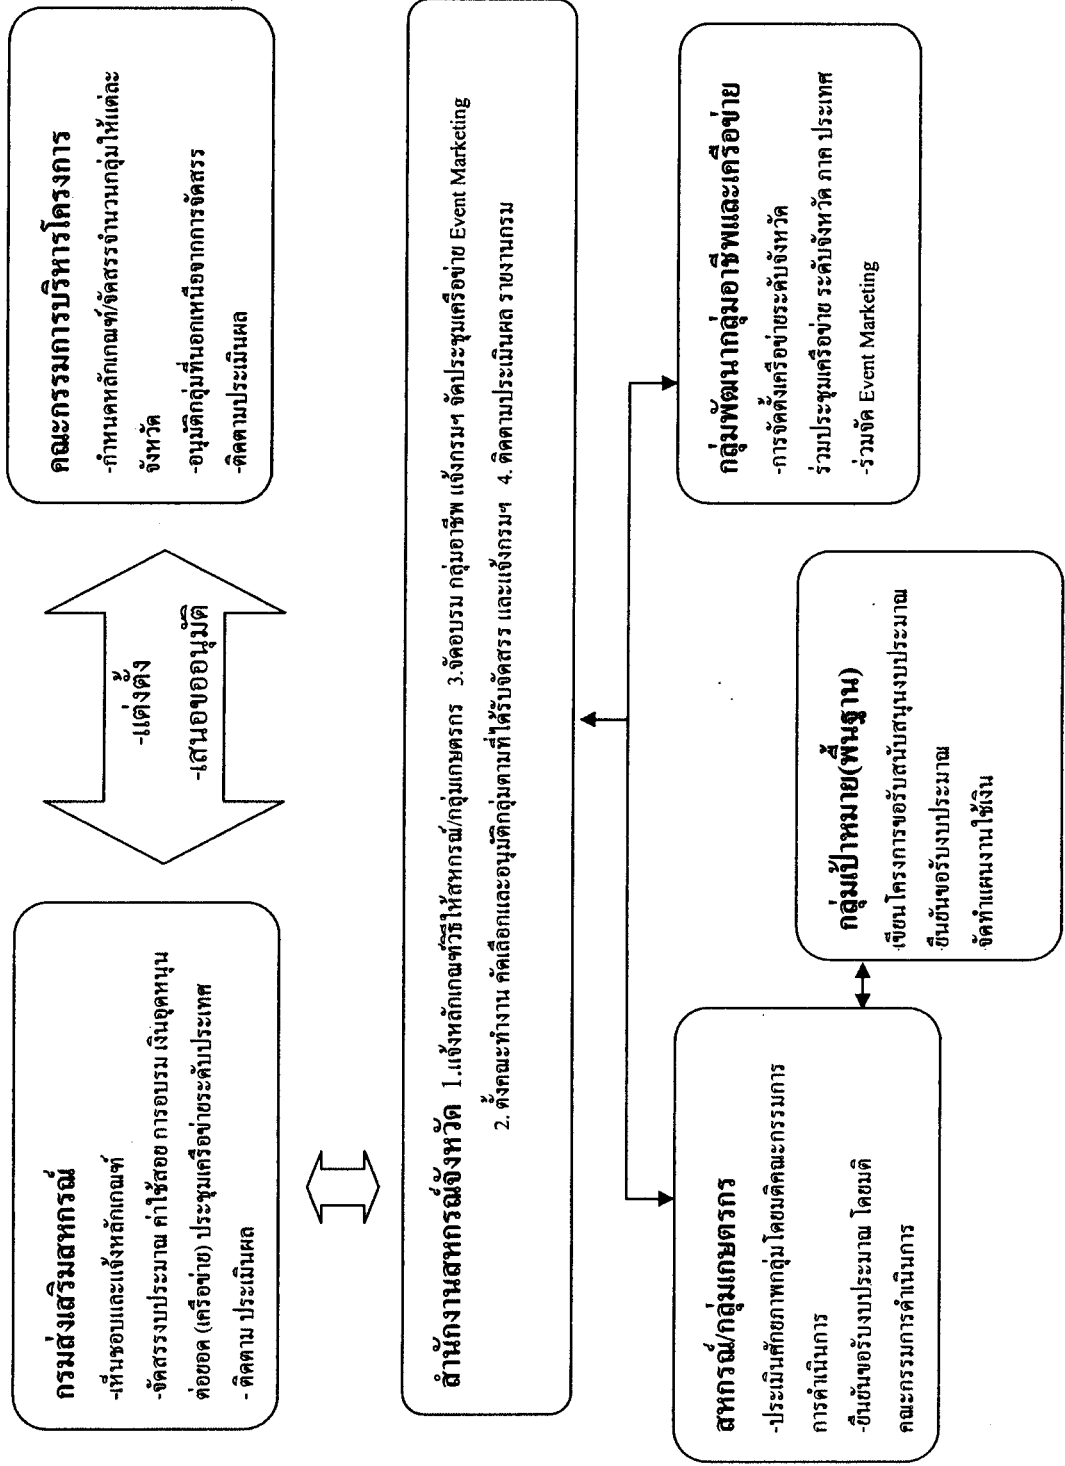 กรมส่งเสริมสหกรณ์
-เห็นชอบและแจ้งหลักเกณฑ์
-จัดสรรงบประมาณ ค่าใช้สอย การอบรม เงินอุดหนุน
ต่อยอด (เครือข่าย) ประชุมเครือข่ายระดับประเทศ
- ติดตาม ประเมินผล
-แต่งตั้ง
-เสนอขออนุมัติ
คณะกรรมการบริหารโครงการ
-กำหนดหลักเกณฑ์/จัดสรรจำนวนกลุ่มให้แต่ละ
จังหวัด
-อนุมัติกลุ่มที่นอกเหนือจากการจัดสรร
-ติดตามประเมินผล
สำนักงานสหกรณ์จังหวัด 1.แจ้งหลักเกณฑ์วิธีให้สหกรณ์/กลุ่มเกษตรกร 3.จัดอบรม กลุ่มอาชีพ แจ้งกรมฯ จัดประชุมเครือข่าย Event Marketing
2. ตั้งคณะทำงาน คัดเลือกและอนุมัติกลุ่มตามที่ได้รับจัดสรร และแจ้งกรมฯ 4. ติดตามประเมินผล รายงานกรม
สหกรณ์/กลุ่มเกษตรกร
-ประเมินศักยภาพกลุ่มโดยมติคณะกรรมการ
การดำเนินการ
-ยืนยันขอรับงบประมาณ โดยมติ
คณะกรรมการดำเนินการ
กลุ่มเป้าหมาย(พื้นฐาน)
-เขียนโครงการขอรับสนับสนุนงบประมาณ
-ยืนยันขอรับงบประมาณ
-จัดทำแผนงานใช้เงิน
กลุ่มพัฒนากลุ่มอาชีพและเครือข่าย
-การจัดตั้งเครือข่ายระดับจังหวัด
ร่วมประชุมเครือข่าย ระดับจังหวัด ภาค ประเทศ
-ร่วมจัด Event Marketing